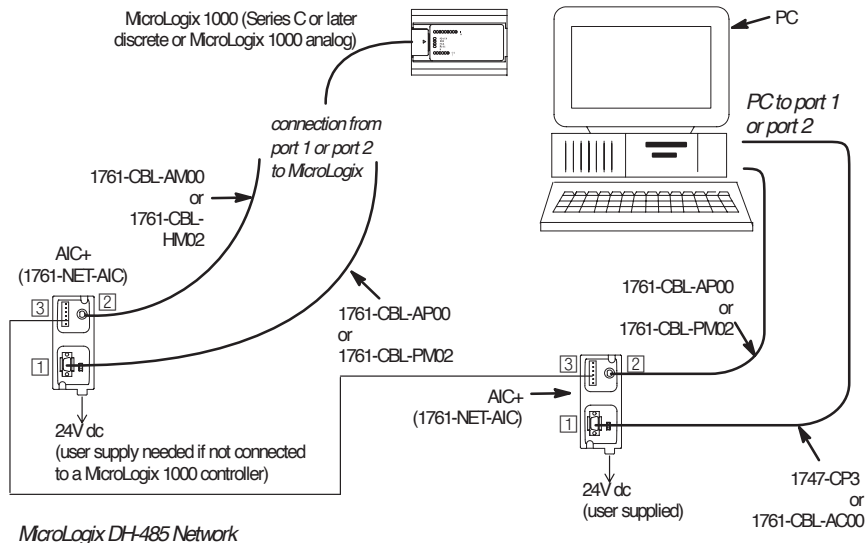 MicroLogix 1000 (Series C or later
discrete or MicroLogix 1000 analog)
PC
PC to port 1
or port 2
connection from
port 1 or port 2
to MicroLogix
1761-CBL-AM00
or
1761-CBL-
HM02
AIC+
(1761-NET-AIC)
3
2
1
1761-CBL-AP00
or
1761-CBL-PM02
1761-CBL-AP00
or
1761-CBL-PM02
3
2
1
AIC+
(1761-NET-AIC)
24V dc
(user supply needed if not connected
to a MicroLogix 1000 controller)
24V dc
(user supplied)
1747-CP3
or
1761-CBL-AC00
MicroLogix DH-485 Network